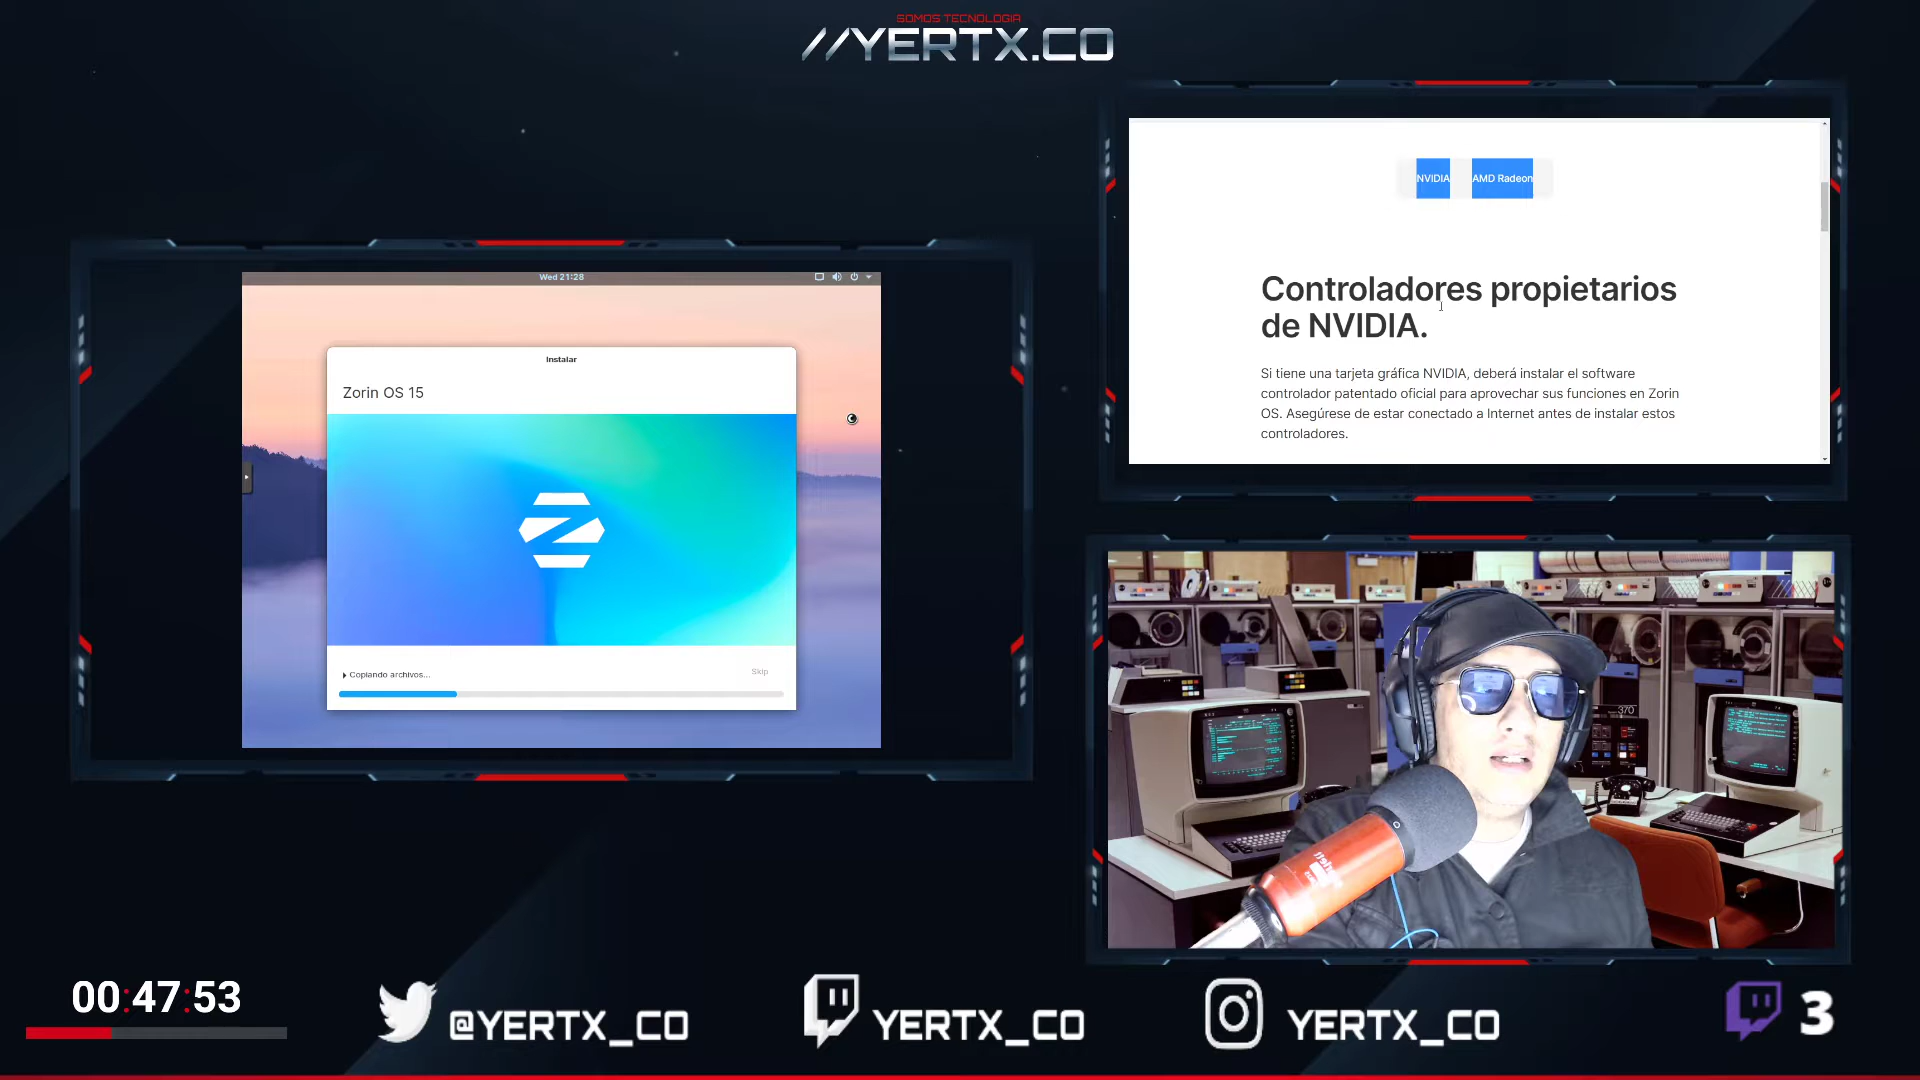 SOMOS TECNOLOGIA
//YERTX.CO
Wed 21:28
Instalar
Zorin OS 15
Copiando archivos...
Skip
NVIDIA
AMD Radeon
Controladores propietarios
de NVIDIA.
Si tiene una tarjeta gráfica NVIDIA, deberá instalar el software
controlador patentado oficial para aprovechar sus funciones en Zorin
OS. Asegúrese de estar conectado a Internet antes de instalar estos
controladores.
370
00:47:53
@YERTX_CO
YERTX_CO
YERTX_CO
3